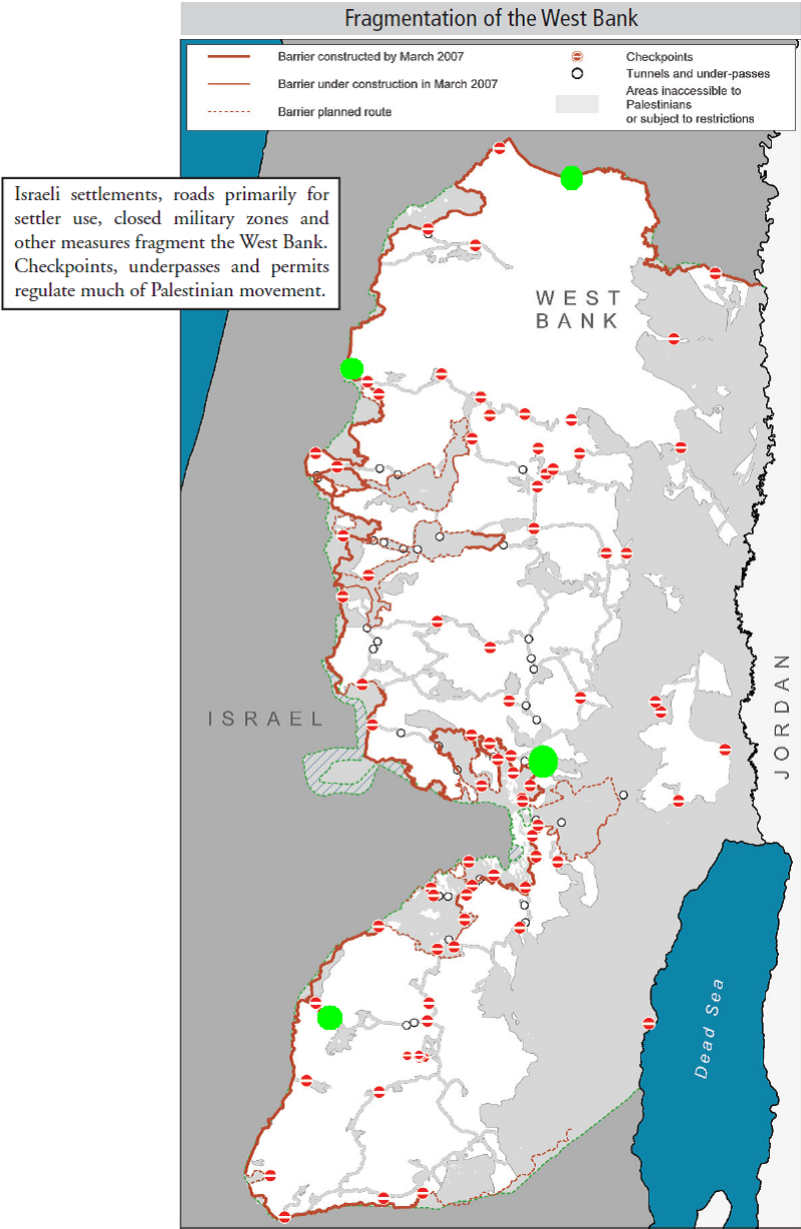 Fragmentation of the West Bank
Barrier constructed by March 2007
Barrier under construction in March 2007
Barrier planned route
Checkpoints
Tunnels and under-passes
Areas inaccessible to
Palestinians
or subject to restrictions
Israeli settlements, roads primarily for
settler use, closed military zones and
other measures fragment the West Bank.
Checkpoints, underpasses and permits
regulate much of Palestinian movement.
WEST
BANK
ISRAEL
JORDAN
Dead Sea